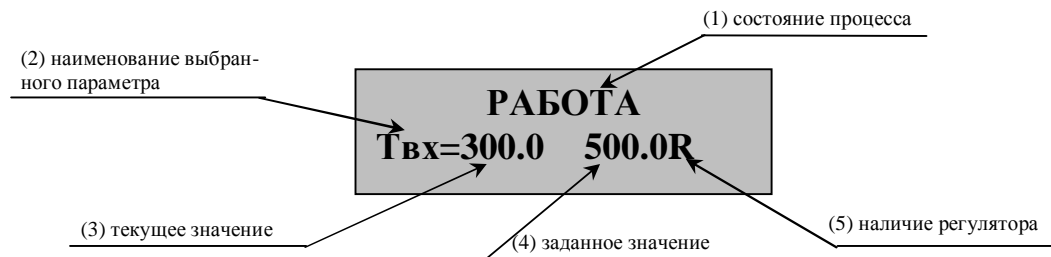 (1) состояние процесса
(2) наименование выбран-
ного параметра
РАБОТА
Твх=300.0 500.0R
(3) текущее значение
(4) заданное значение
(5) наличие регулятора